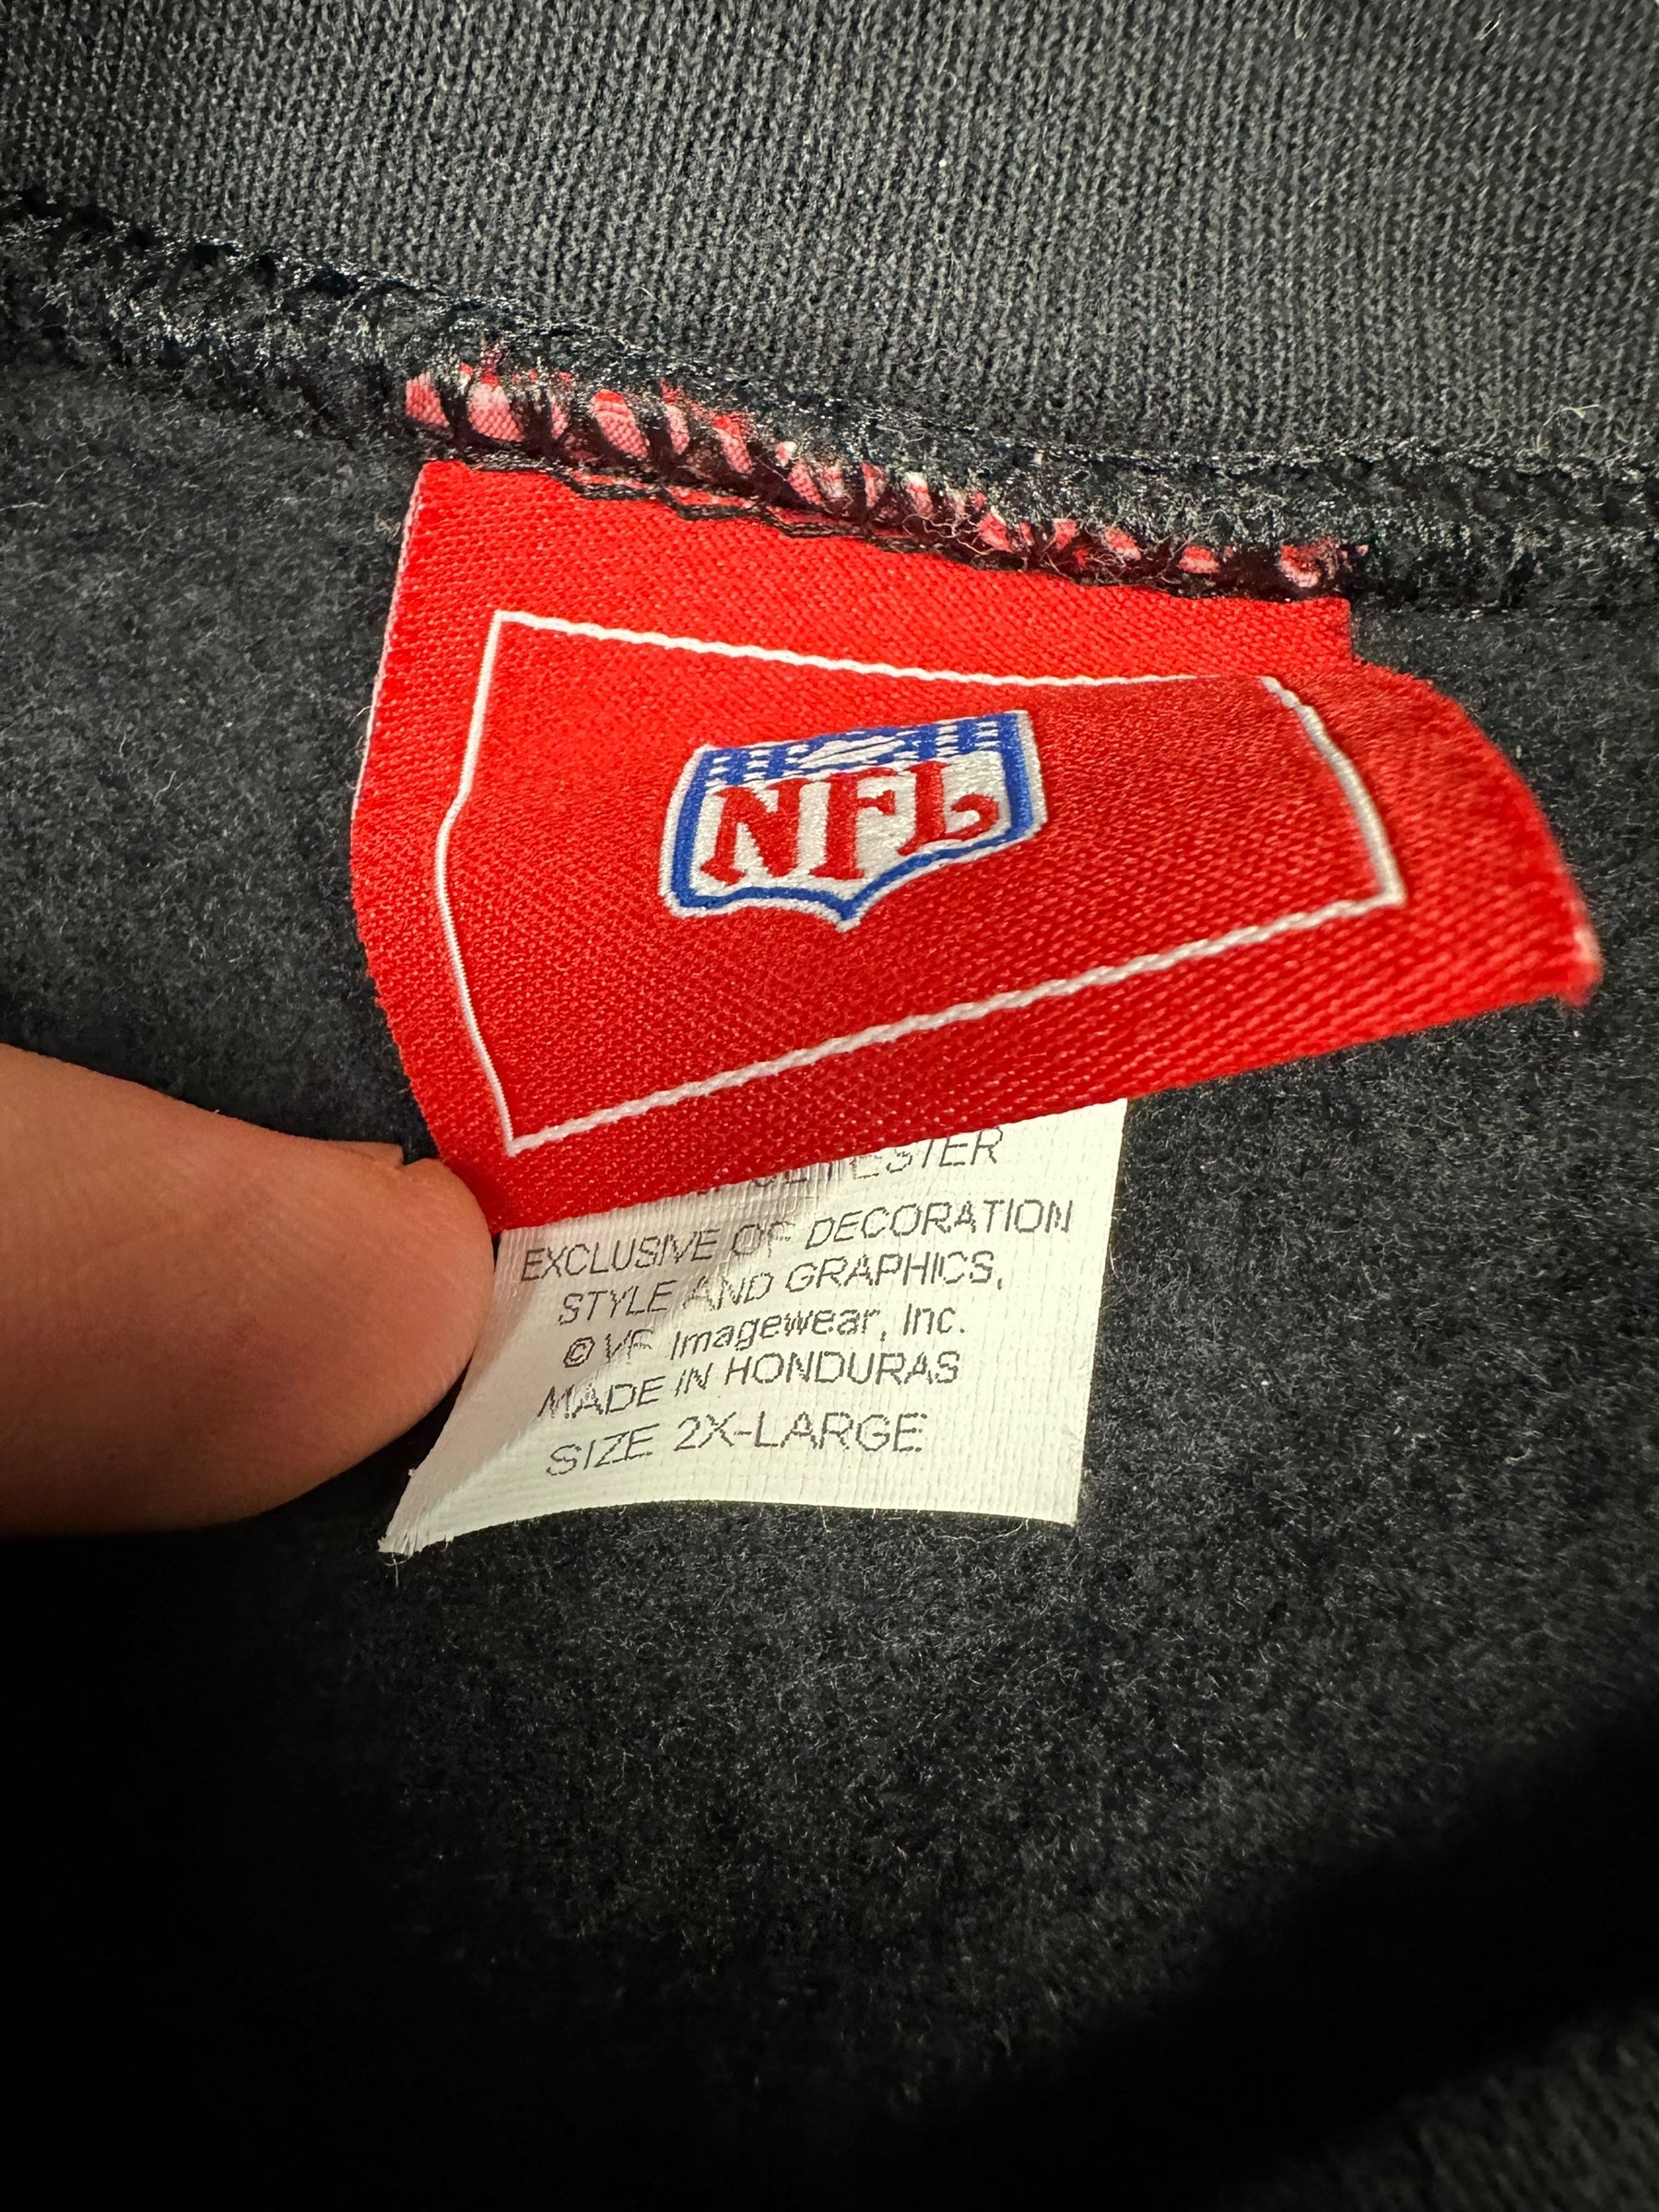 NFL
EXCLUSIVE OF DECORATION
STYLE AND GRAPHICS,
© VF Imagewear, Inc.
MADE IN HONDURAS
SIZE 2X-LARGE